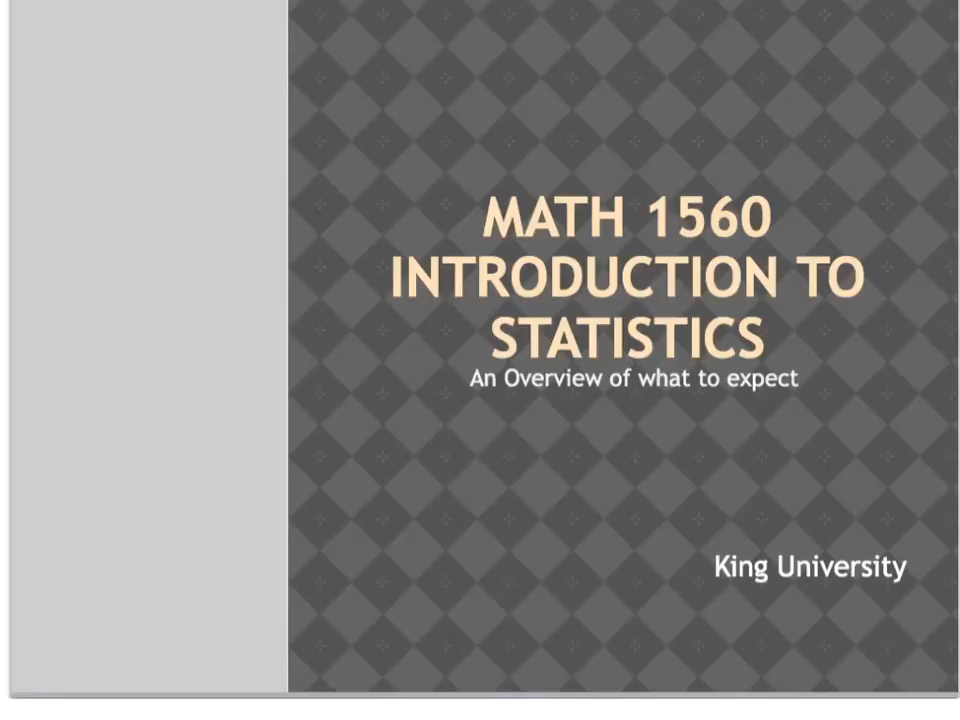 MATH 1560
INTRODUCTION TO
STATISTICS
An Overview of what to expect
King University